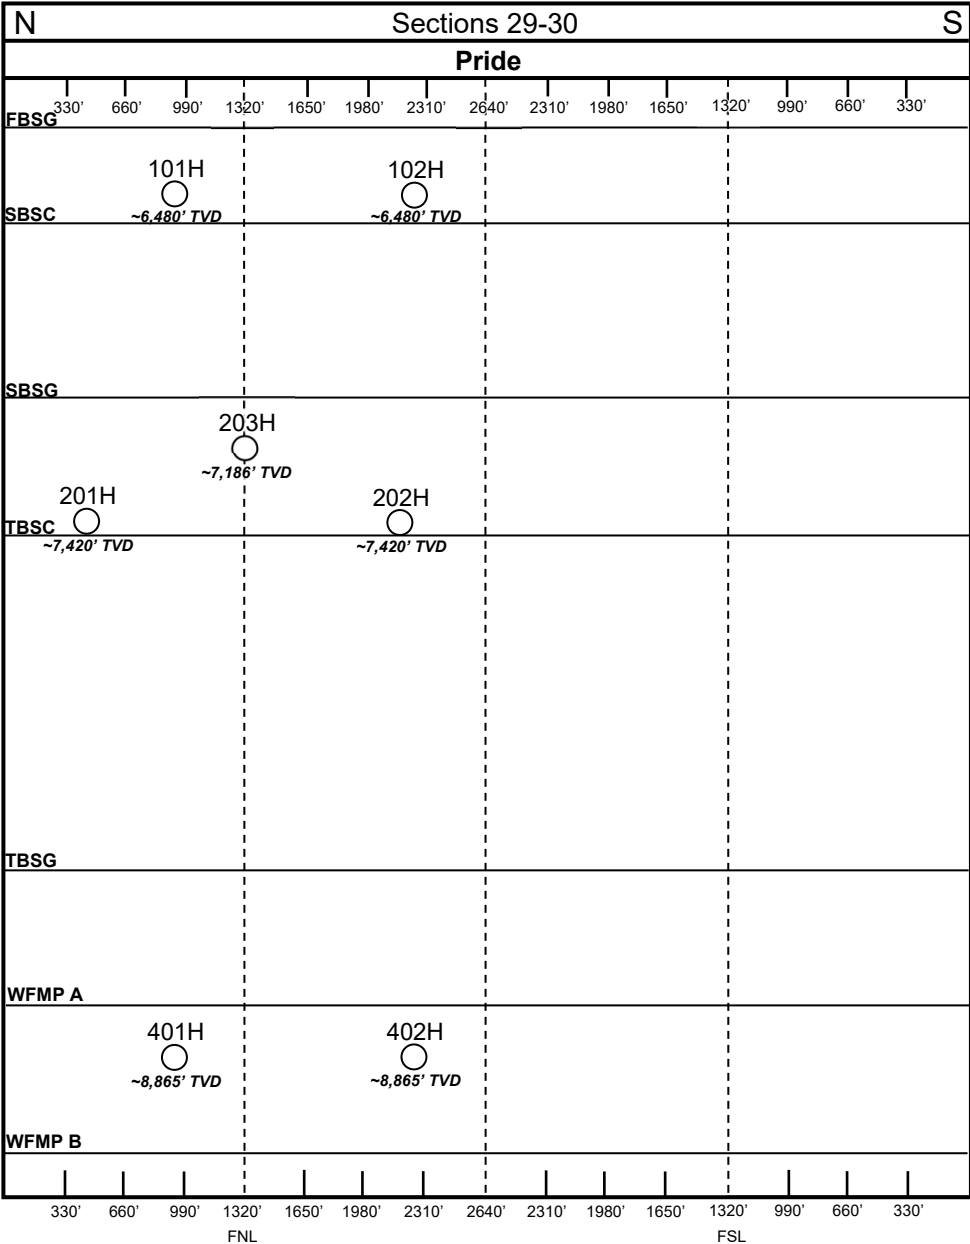 N Sections 29-30 S
Pride
330’ 660’ 990’ 1320’ 1650’ 1980’ 2310’ 2640’ 2310’ 1980’ 1650’ 1320’ 990’ 660’ 330’
FBSG
101H 102H
SBSC ~6,480’ TVD ~6,480’ TVD
SBSG
203H
~7,186’ TVD
201H 202H
TBSC
~7,420’ TVD ~7,420’ TVD
TBSG
WFMP A
401H 402H
~8,865’ TVD ~8,865’ TVD
WFMP B
330’ 660’ 990’ 1320’ 1650’ 1980’ 2310’ 2640’ 2310’ 1980’ 1650’ 1320’ 990’ 660’ 330’
FNL FSL